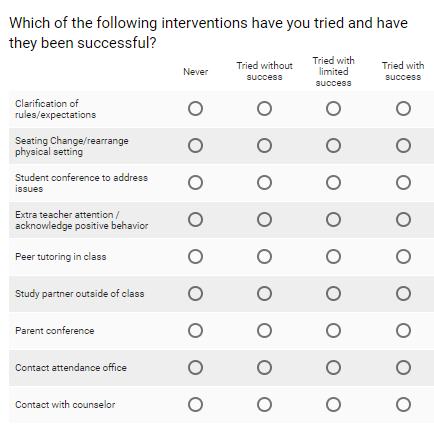 Which of the following interventions have you tried and have
they been successful?
Never
Tried without
success
Tried with
limited
success
Tried with
success
Clarification of
rules/expectations
Seating Change/rearrange
physical setting
Student conference to address
issues
Extra teacher attention /
acknowledge positive behavior
Peer tutoring in class
Study partner outside of class
Parent conference
Contact attendance office
Contact with counselor